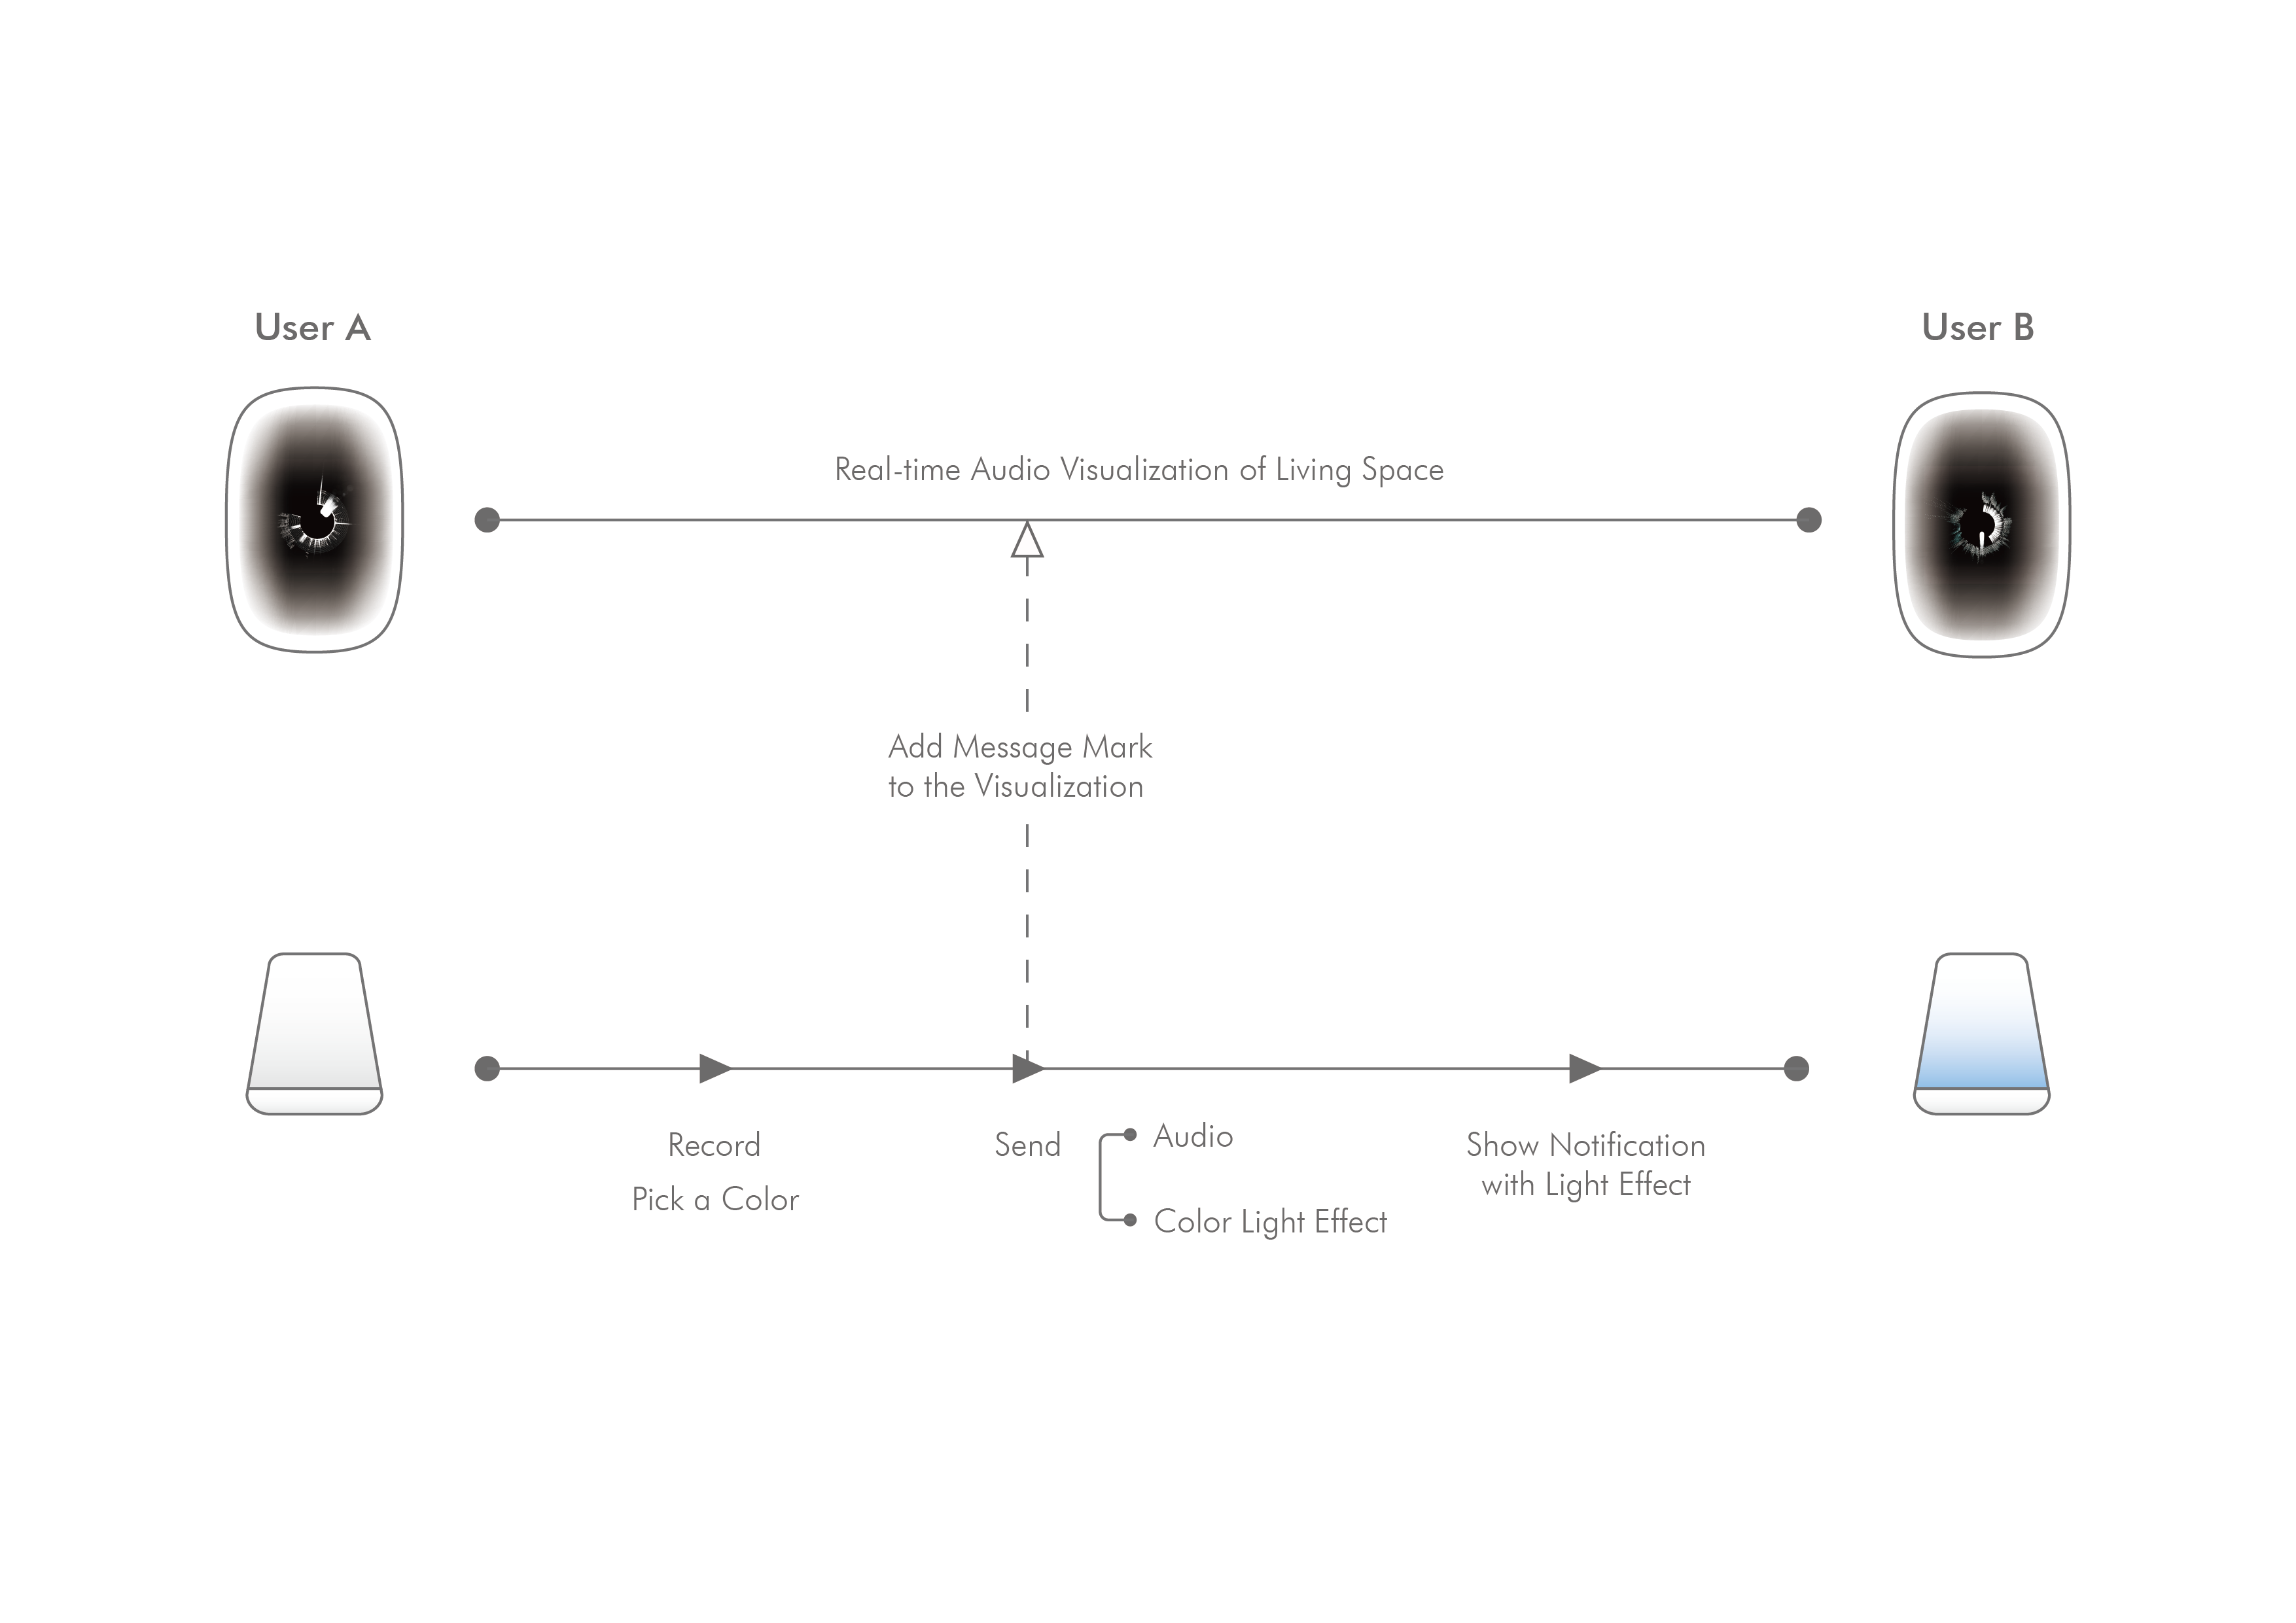 User A
User B
Real-time Audio Visualization of Living Space
Add Message Mark
to the Visualization
Record
Pick a Color
Send
Audio
Color Light Effect
Show Notification
with Light Effect